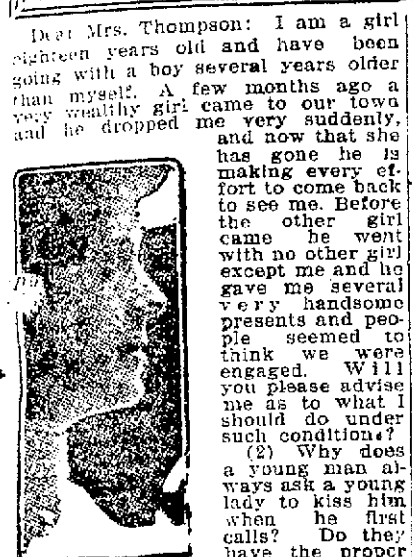 Dear Mrs. Thompson: I am a girl
eighteen years old and have been
going with a boy several years older
than myself. A few months ago a
very wealthy girl came to our town
and he dropped me very suddenly,
and now that she
has gone he is
making every ef-
fort to come back
to see me. Before
the other girl
came he went
with no other girl
except me and he
gave me several
very handsome
presents and peo-
ple seemed to
think we were
engaged. Will
you please advise
me as to what I
should do under
such conditions?
(2) Why does
a young man al-
ways ask a young
lady to kiss him
when he first
calls? Do they
have the proper